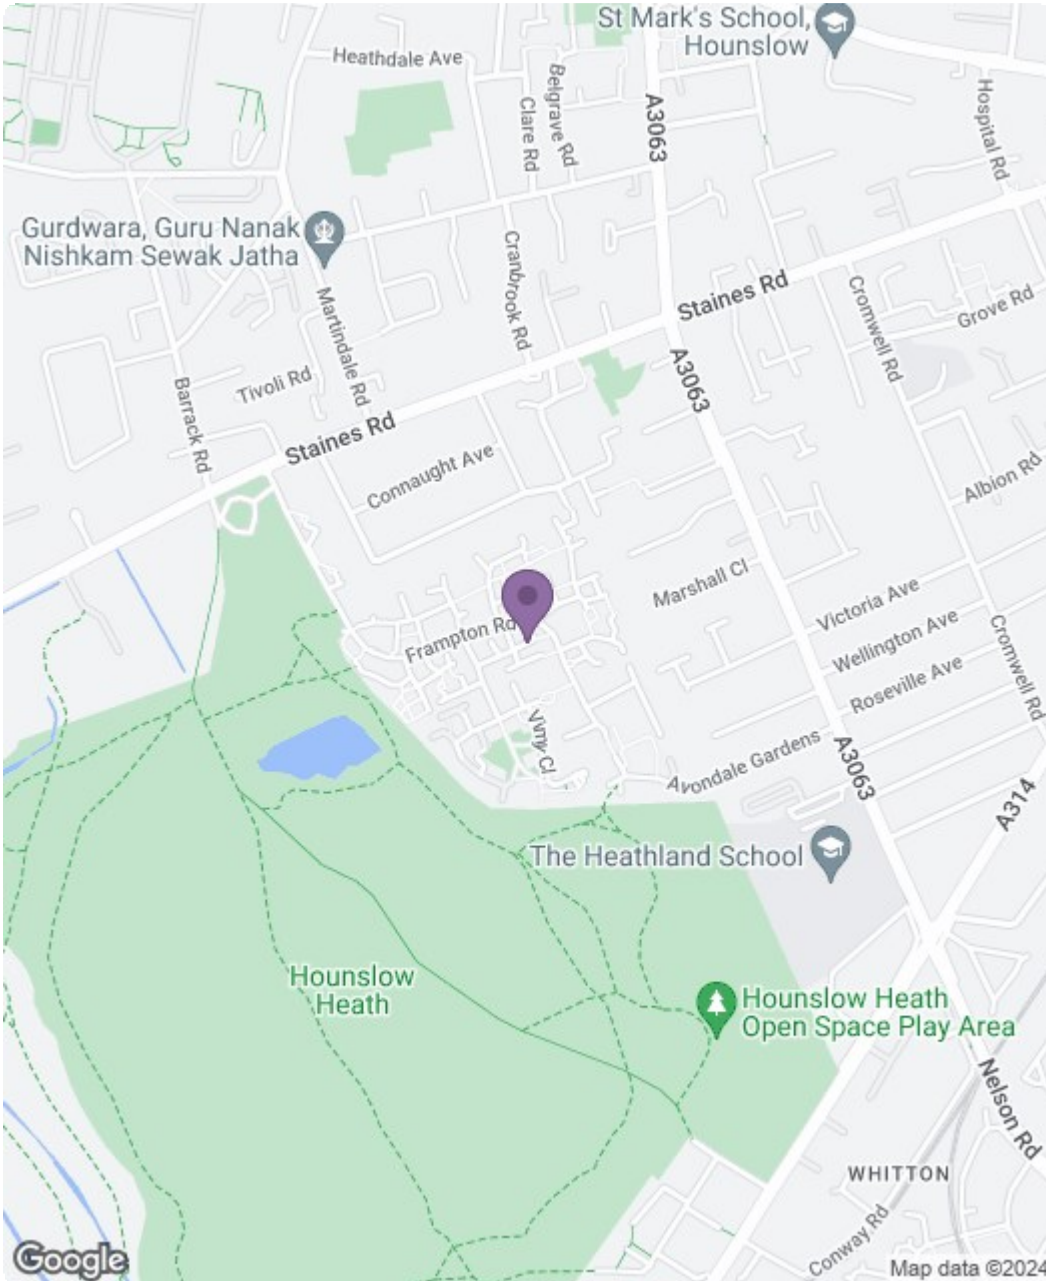 St Mark's School,
Hounslow
Heathdale Ave
Belgrave Rd
Clare Rd
A3063
Hospital Rd
Gurdwara, Guru Nanak
Nishkam Sewak Jatha
Cranbrook Rd
Staines Rd
Cromwell Rd
Grove Rd
Martindale Rd
Tivoli Rd
Barrack Rd
A3063
Staines Rd
Connaught Ave
Albion Rd
Marshall Cl
Victoria Ave
Frampton Rd
Wellington Ave
Cromwell Rd
Roseville Ave
Vimy Cl
Avondale Gardens
A3063
A314
The Heathland School
Hounslow
Heath
Hounslow Heath
Open Space Play Area
Nelson Rd
WHITTON
Conway Rd
Google
Map data ©2024